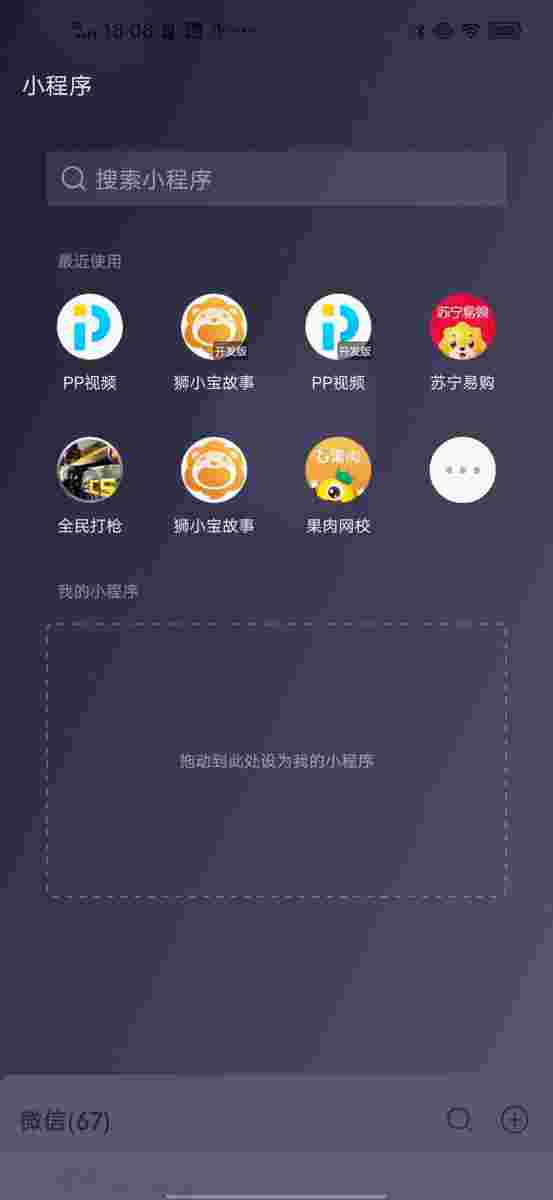 18:08
小程序
搜索小程序
最近使用
开发版
开发版
苏宁易购
PP视频
狮小宝故事
PP视频
苏宁易购
果肉
全民打枪
狮小宝故事
果肉网校
我的小程序
拖动到此处设为我的小程序
微信(67)